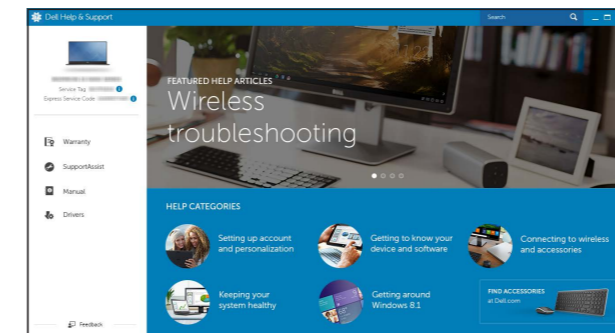 Dell Help & Support
Search
Service Tag
Express Service Code
Warranty
SupportAssist
Manual
Drivers
Feedback
FEATURED HELP ARTICLES
Wireless
troubleshooting
HELP CATEGORIES
Setting up account
and personalization
Getting to know your
device and software
Connecting to wireless
and accessories
Keeping your
system healthy
Getting around
Windows 8.1
FIND ACCESSORIES
at Dell.com